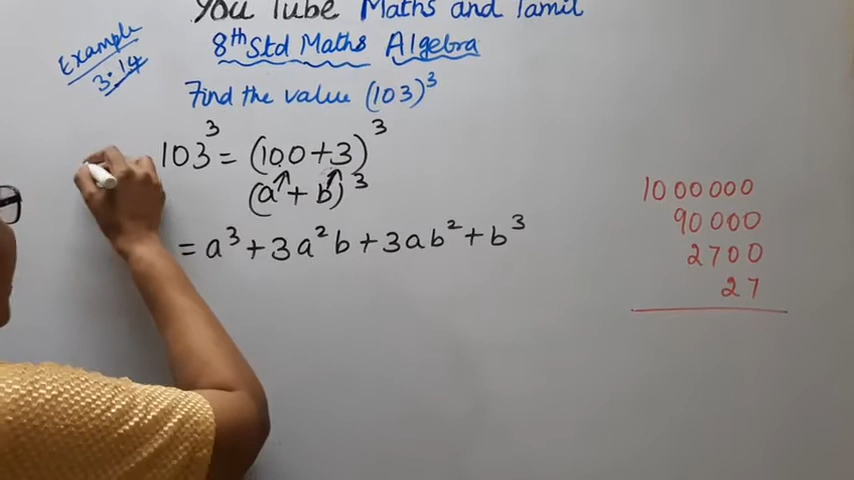 You Tube Maths and Tamil
8th Std Maths Algebra
Example
3.14
Find the value (103)³
103³ = (100+3)³
(a + b)³
= a³ + 3a²b + 3ab² + b³
1000000
90000
2700
27